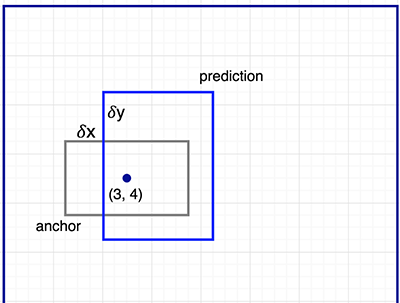 prediction
δy
δx
(3, 4)
anchor